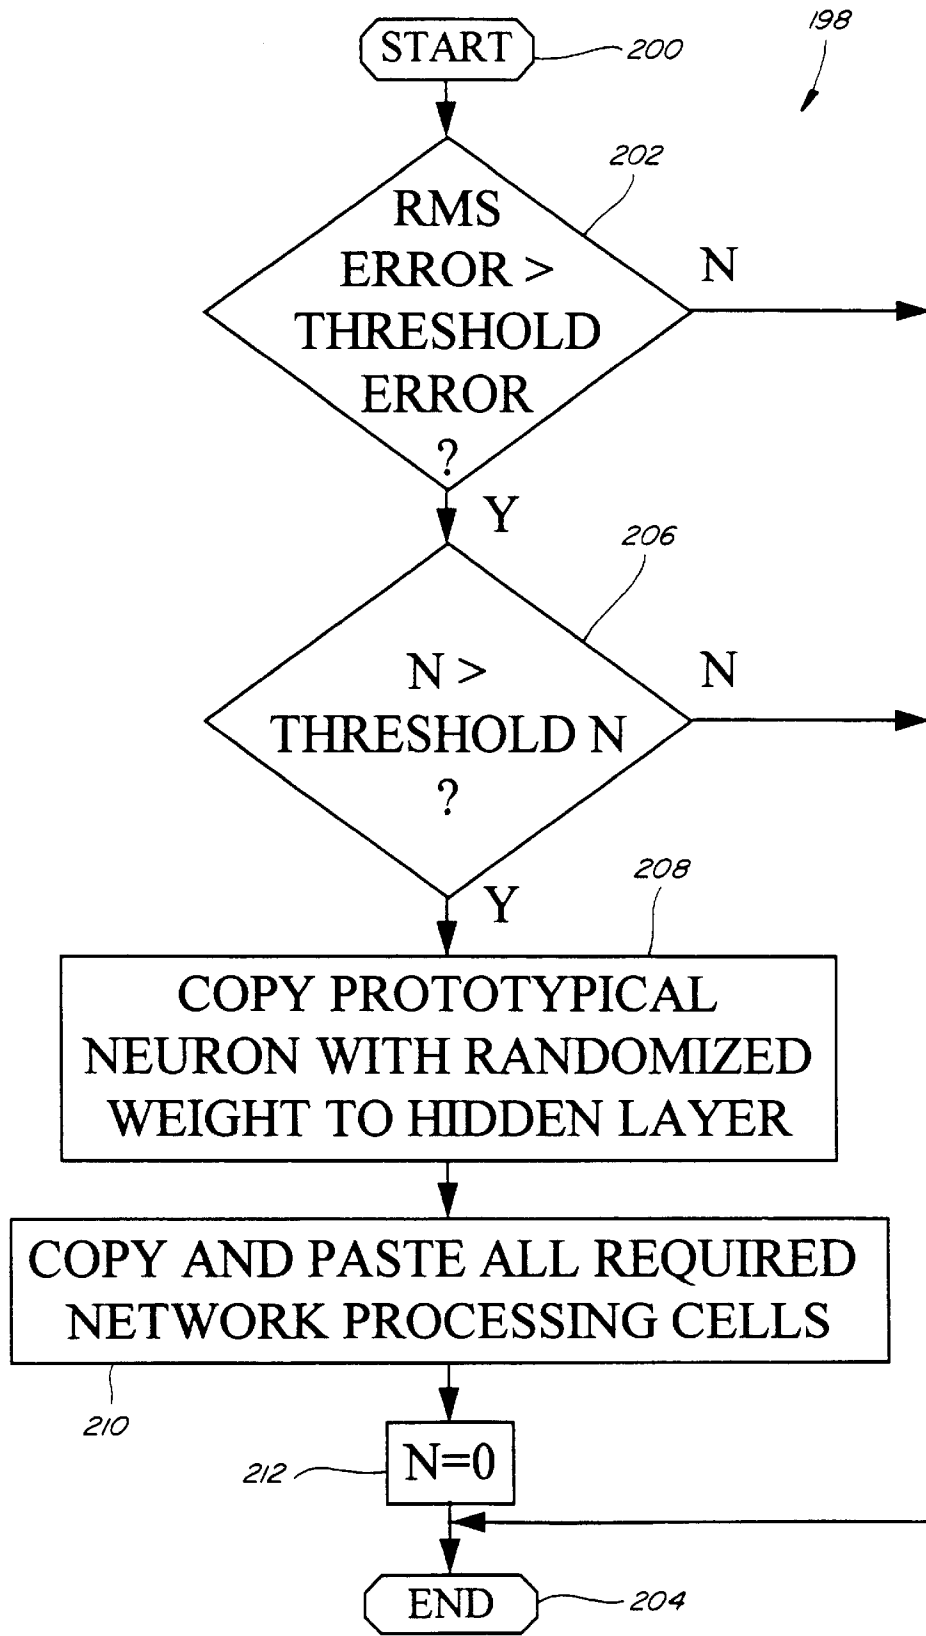 198
START
200
202
RMS
ERROR >
THRESHOLD
ERROR
?
N
Y
206
N >
THRESHOLD N
?
N
Y
208
COPY PROTOTYPICAL
NEURON WITH RANDOMIZED
WEIGHT TO HIDDEN LAYER
COPY AND PASTE ALL REQUIRED
NETWORK PROCESSING CELLS
210
212
N=0
END
204